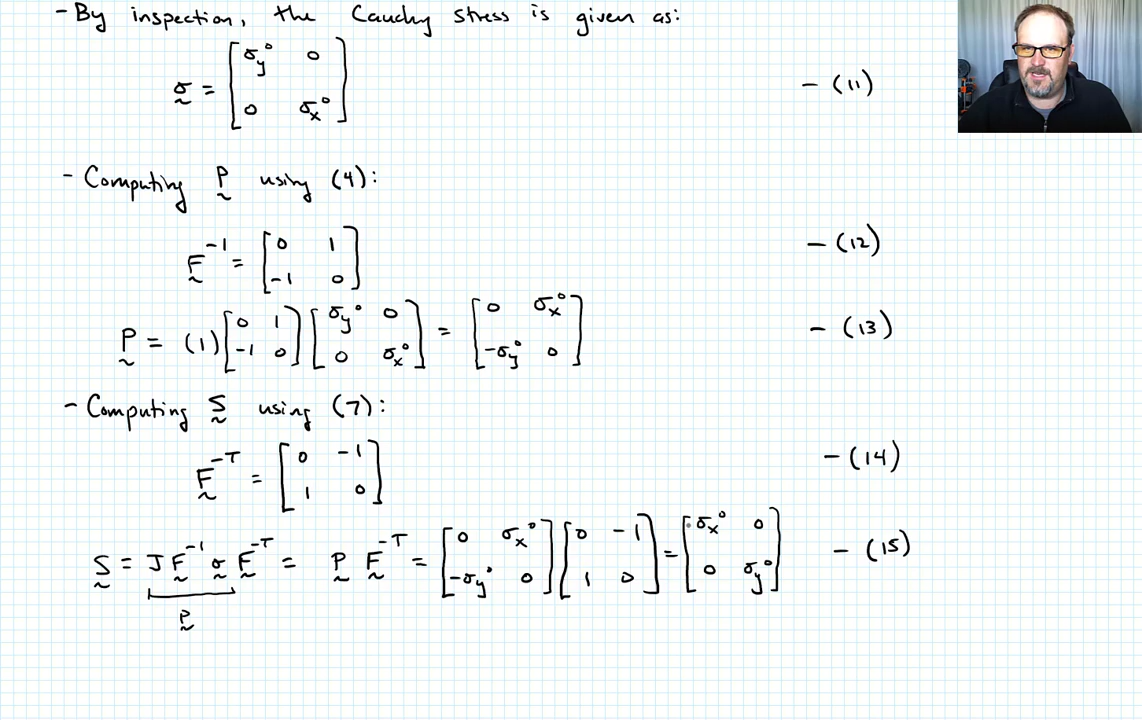 - By inspection, the Cauchy stress is given as:
σ̰ = [σy° 0; 0 σx°] - (11)
- Computing P̰ using (4):
F̰⁻¹ = [0 1; -1 0] - (12)
P̰ = (1)[0 1; -1 0][σy° 0; 0 σx°] = [0 σx°; -σy° 0] - (13)
- Computing S̰ using (7):
F̰^-T = [0 -1; 1 0] - (14)
S̰ = J F̰⁻¹ σ̰ F̰^-T = P̰ F̰^-T = [0 σx°; -σy° 0][0 -1; 1 0] = [σx° 0; 0 σy°] - (15)
P̰